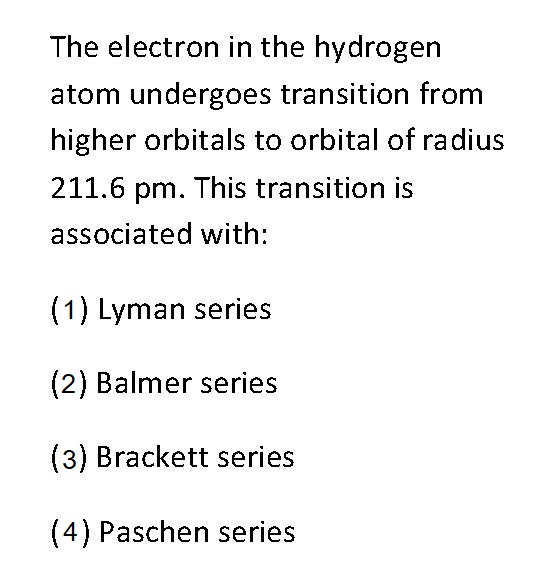 The electron in the hydrogen
atom undergoes transition from
higher orbitals to orbital of radius
211.6 pm. This transition is
associated with:
(1) Lyman series
(2) Balmer series
(3) Brackett series
(4) Paschen series